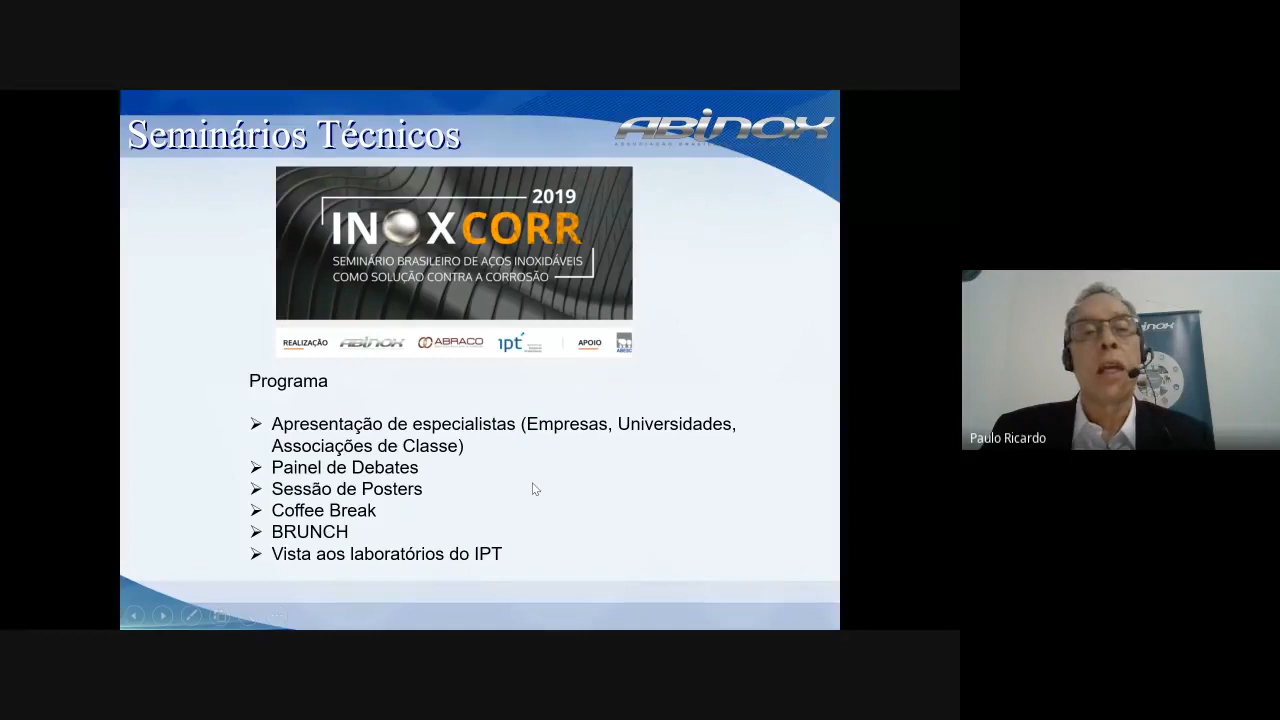 Seminários Técnicos
ABINOX
2019
INOXCORR
SEMINÁRIO BRASILEIRO DE AÇOS INOXIDÁVEIS
COMO SOLUÇÃO CONTRA A CORROSÃO
REALIZAÇÃO ABINOX ABRACO ipt APOIO ABESC
Programa
Apresentação de especialistas (Empresas, Universidades,
Associações de Classe)
Painel de Debates
Sessão de Posters
Coffee Break
BRUNCH
Vista aos laboratórios do IPT
inox
Paulo Ricardo